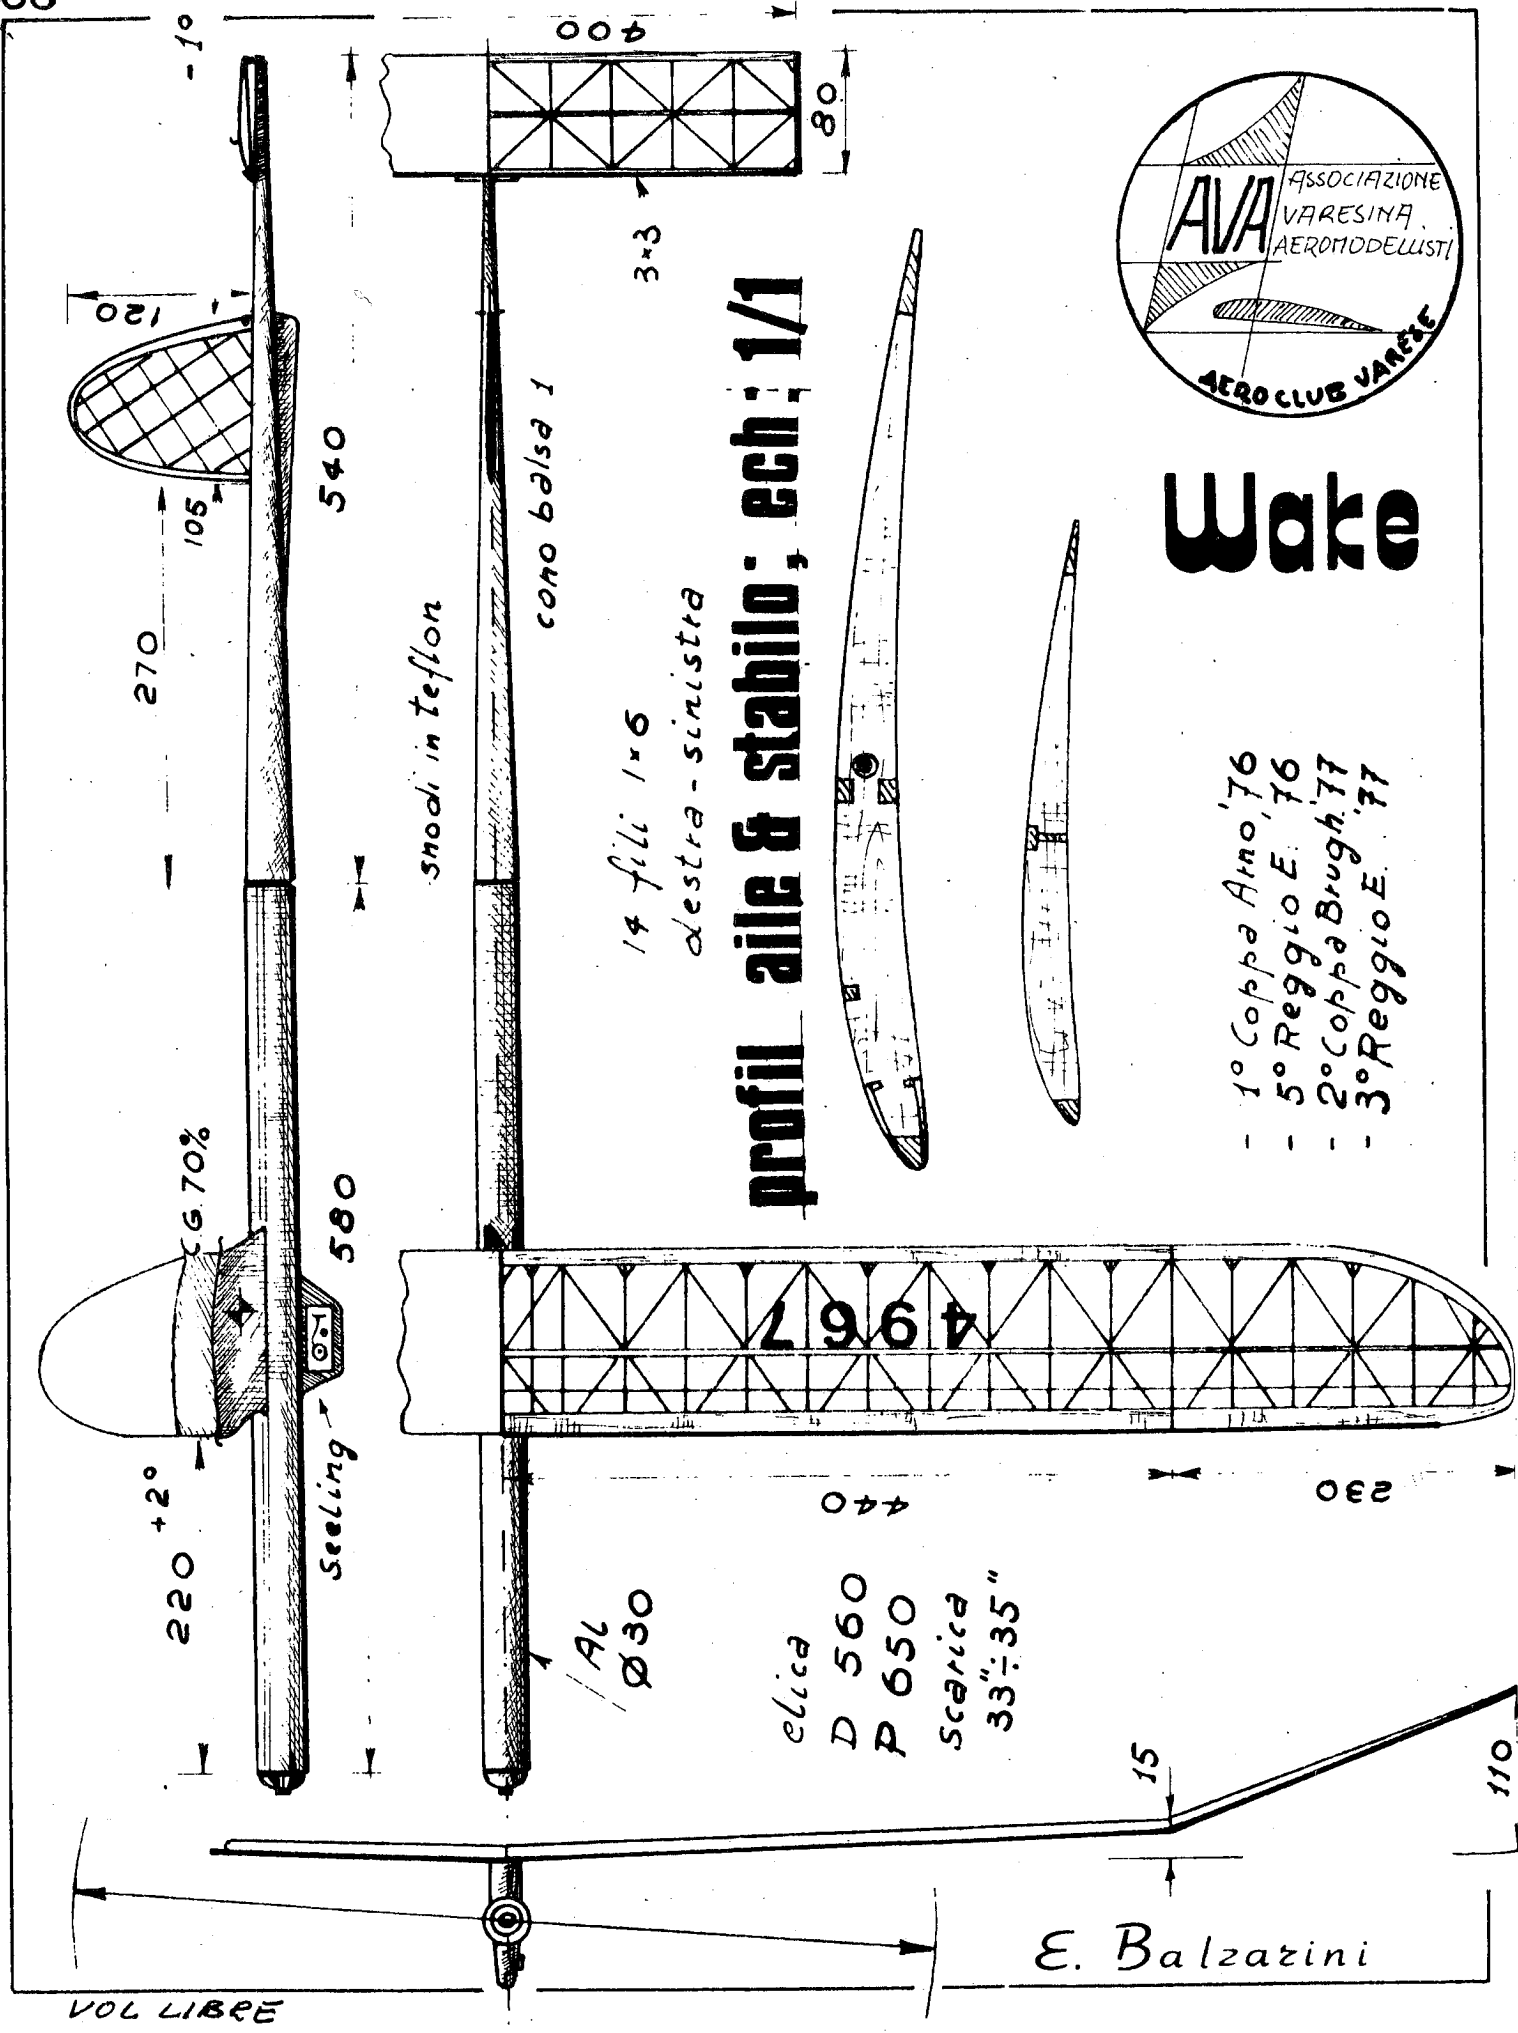 - 1°
400
80
120
105
3×3
540
270
cono balsa 1
snodi in teflon
14 fili 1×6
destra-sinistra
profil aile & stabilo; ech: 1/1
AVA
ASSOCIAZIONE
VARESINA
AEROMODELLISTI
AEROCLUB VARESE
Wake
- 1° Coppa Arno, '76
- 5° Reggio E. '76
- 2° Coppa Brugh. '77
- 3° Reggio E. '77
C.G. 70%
580
220
+2°
seeling
4967
440
230
AL
Ø30
elica
D 560
P 650
scarica
33"÷35"
15
110
E. Balzarini
VOL LIBRE